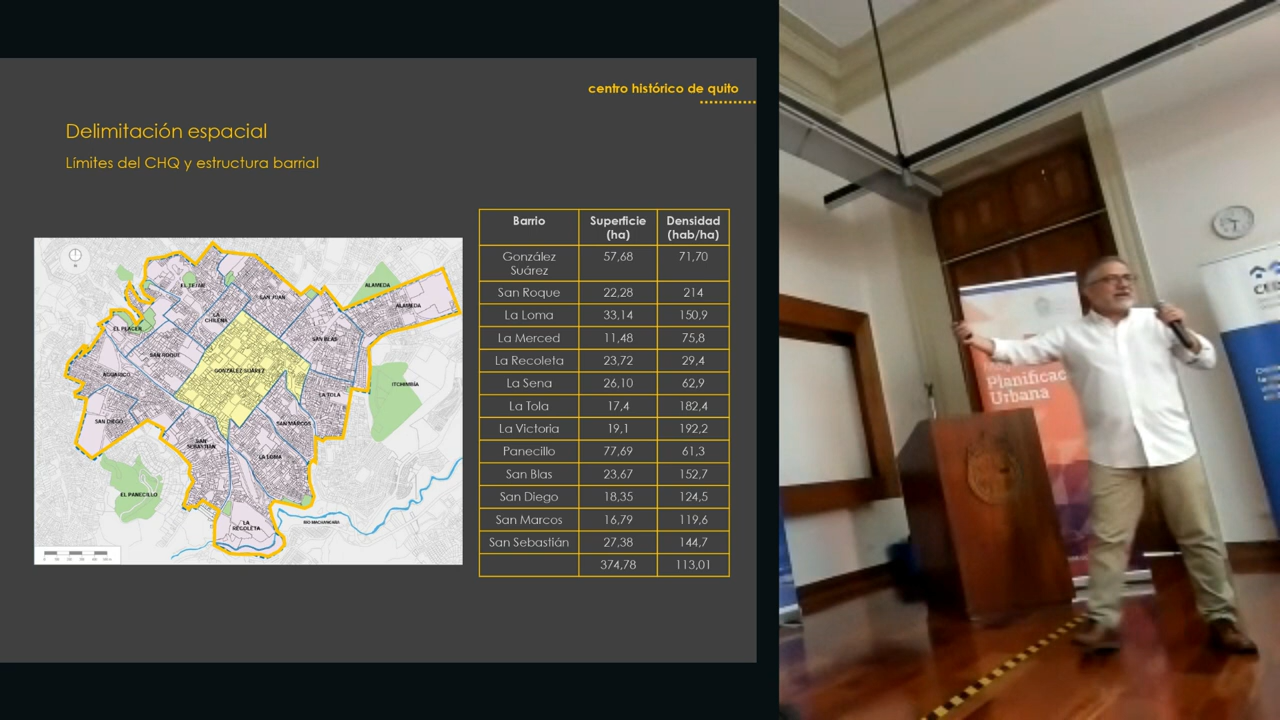 centro histórico de quito
Delimitación espacial
Límites del CHQ y estructura barrial
EL TEJAR
SAN JUAN
ALAMEDA
ALAMEDA
LA CHILENA
EL PLACER
SAN BLAS
SAN ROQUE
GONZÁLEZ SUÁREZ
AGUARICO
ITCHIMBÍA
LA TOLA
SAN DIEGO
SAN MARCOS
SAN SEBASTIÁN
LA LOMA
EL PANECILLO
LA RECOLETA
RÍO MACHÁNGARA
Barrio Superficie (ha) Densidad (hab/ha)
González Suárez 57,68 71,70
San Roque 22,28 214
La Loma 33,14 150,9
La Merced 11,48 75,8
La Recoleta 23,72 29,4
La Sena 26,10 62,9
La Tola 17,4 182,4
La Victoria 19,1 192,2
Panecillo 77,69 61,3
San Blas 23,67 152,7
San Diego 18,35 124,5
San Marcos 16,79 119,6
San Sebastián 27,38 144,7
374,78 113,01
Planificac
Urbana